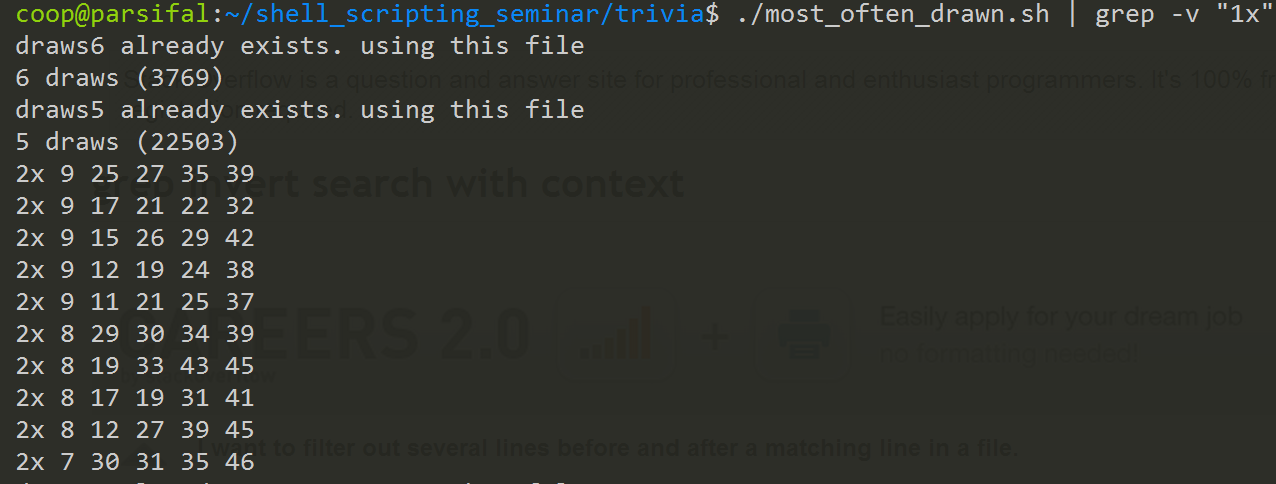 coop@parsifal:~/shell_scripting_seminar/trivia$ ./most_often_drawn.sh | grep -v "1x"
draws6 already exists. using this file
6 draws (3769)
erflow is a question and answer site for professional and enthusiast programmers. It's 100% fr
draws5 already exists. using this file
5 draws (22503)
2x 9 25 27 35 39
grep invert search with context
2x 9 17 21 22 32
2x 9 15 26 29 42
2x 9 12 19 24 38
2x 9 11 21 25 37
2x 8 29 30 34 39
CAREERS 2.0
+
Easily apply for your dream job
no formatting needed!
2x 8 19 33 43 45
2x 8 17 19 31 41
2x 8 12 27 39 45
I want to filter out several lines before and after a matching line in a file.
2x 7 30 31 35 46